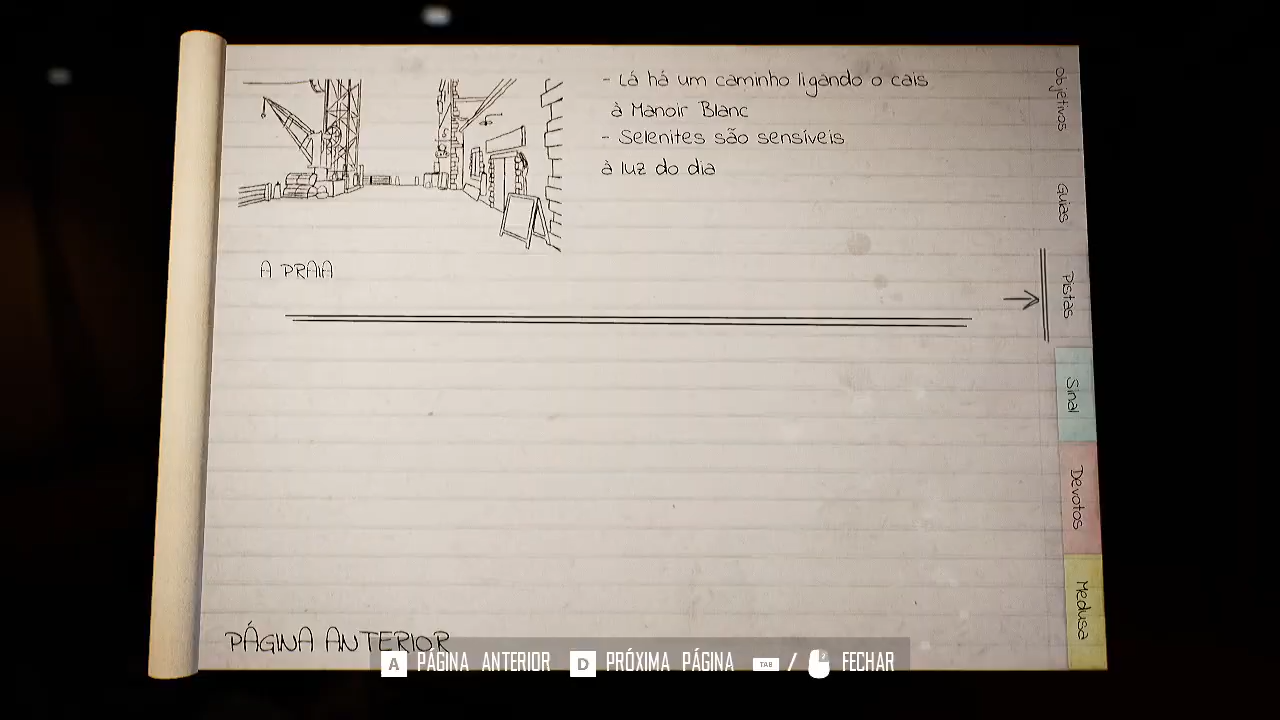 - Lá há um caminho ligando o cais
à Manoir Blanc
- Selenites são sensíveis
à luz do dia
A PRAIA
Objetivos
Guias
Pistas
Sinal
Devotos
Medusa
PÁGINA ANTERIOR
A PÁGINA ANTERIOR D PRÓXIMA PÁGINA TAB / FECHAR